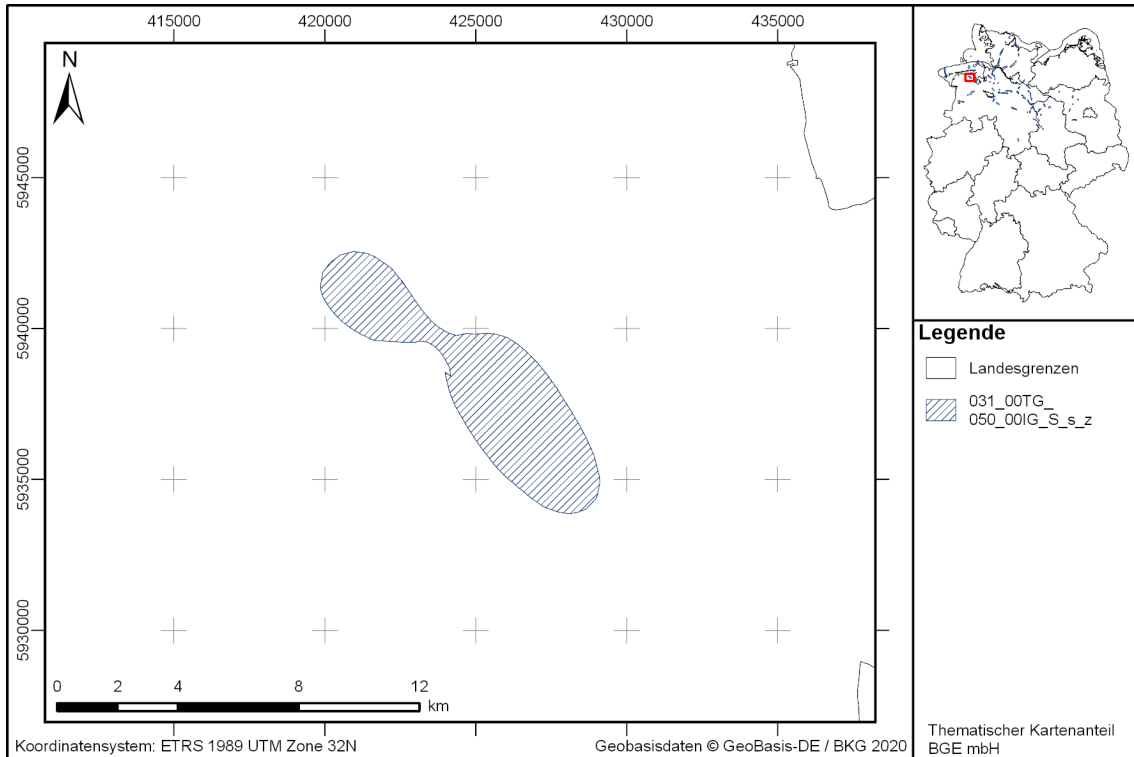 415000 420000 425000 430000 435000
N
5945000
5940000
5935000
5930000
0 2 4 8 12
km
Koordinatensystem: ETRS 1989 UTM Zone 32N
Geobasisdaten © GeoBasis-DE / BKG 2020
Legende
Landesgrenzen
031_00TG_
050_00IG_S_s_z
Thematischer Kartenanteil
BGE mbH